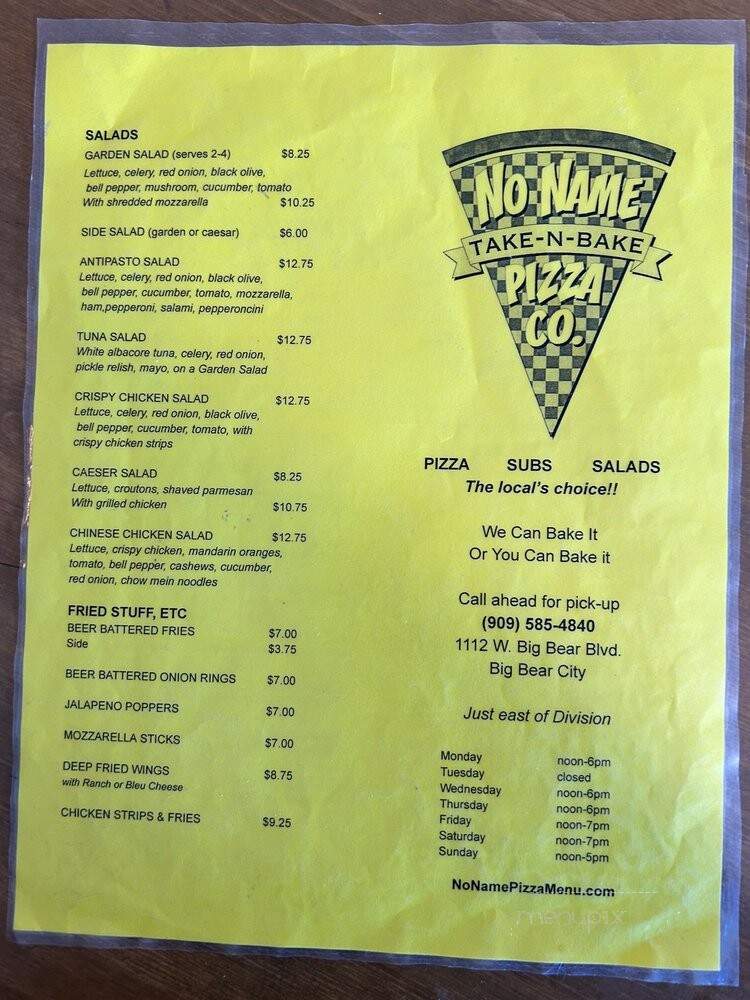 SALADS
GARDEN SALAD (serves 2-4) $8.25
Lettuce, celery, red onion, black olive,
bell pepper, mushroom, cucumber, tomato
With shredded mozzarella $10.25
SIDE SALAD (garden or caesar) $6.00
ANTIPASTO SALAD $12.75
Lettuce, celery, red onion, black olive,
bell pepper, cucumber, tomato, mozzarella,
ham,pepperoni, salami, pepperoncini
TUNA SALAD $12.75
White albacore tuna, celery, red onion,
pickle relish, mayo, on a Garden Salad
CRISPY CHICKEN SALAD $12.75
Lettuce, celery, red onion, black olive,
bell pepper, cucumber, tomato, with
crispy chicken strips
CAESER SALAD $8.25
Lettuce, croutons, shaved parmesan
With grilled chicken $10.75
CHINESE CHICKEN SALAD $12.75
Lettuce, crispy chicken, mandarin oranges,
tomato, bell pepper, cashews, cucumber,
red onion, chow mein noodles
FRIED STUFF, ETC
BEER BATTERED FRIES $7.00
Side $3.75
BEER BATTERED ONION RINGS $7.00
JALAPENO POPPERS $7.00
MOZZARELLA STICKS $7.00
DEEP FRIED WINGS $8.75
with Ranch or Bleu Cheese
CHICKEN STRIPS & FRIES $9.25
NO NAME
TAKE-N-BAKE
PIZZA
CO.
PIZZA SUBS SALADS
The local's choice!!
We Can Bake It
Or You Can Bake it
Call ahead for pick-up
(909) 585-4840
1112 W. Big Bear Blvd.
Big Bear City
Just east of Division
Monday noon-6pm
Tuesday closed
Wednesday noon-6pm
Thursday noon-6pm
Friday noon-7pm
Saturday noon-7pm
Sunday noon-5pm
NoNamePizzaMenu.com
menupix